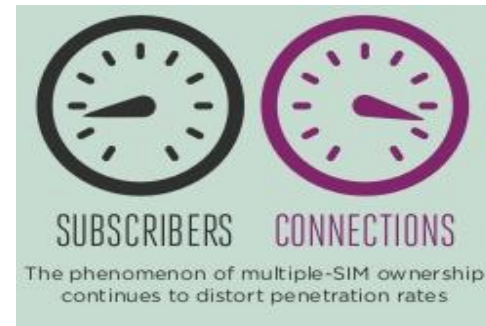 SUBSCRIBERS CONNECTIONS
The phenomenon of multiple-SIM ownership
continues to distort penetration rates